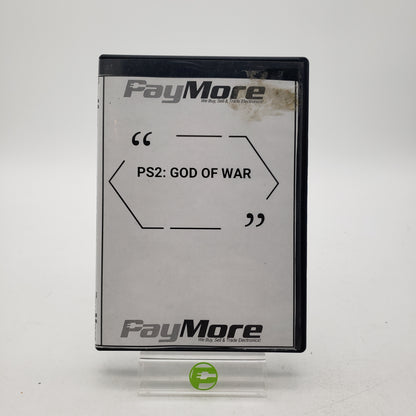 PayMore
We Buy, Sell & Trade Electronics!
“
PS2: GOD OF WAR
”
PayMore
We Buy, Sell & Trade Electronics!